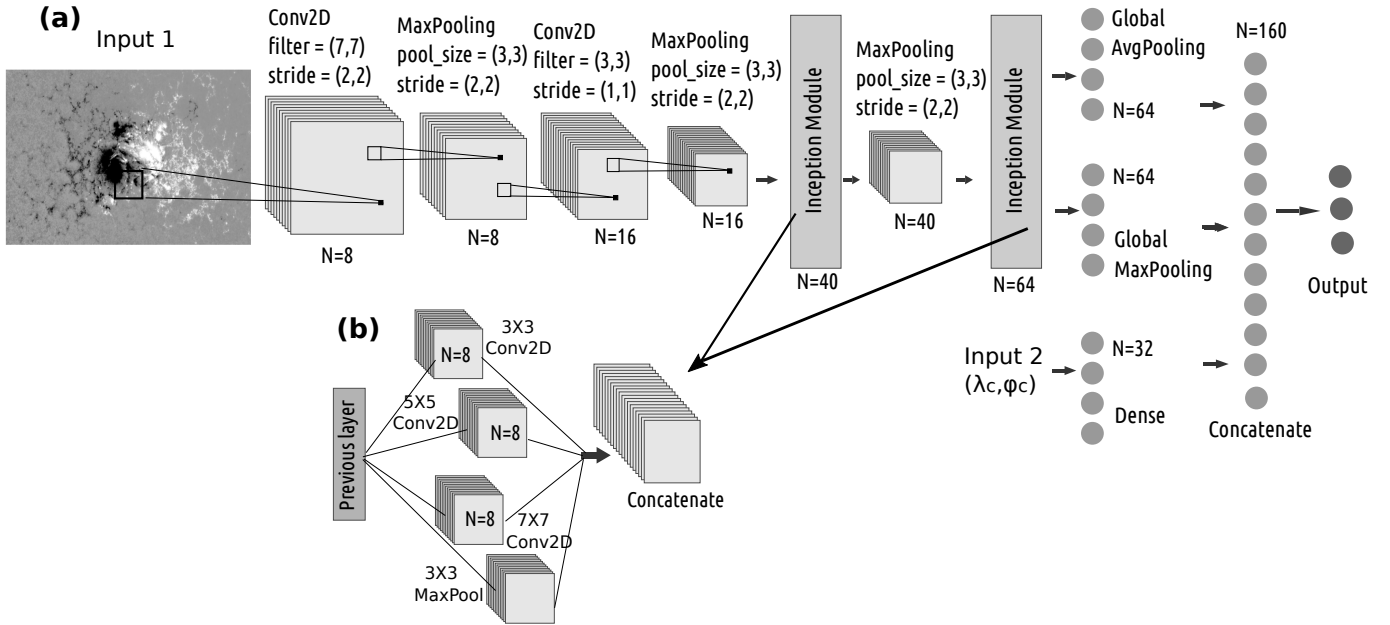 (a)
Input 1
Conv2D
filter = (7,7)
stride = (2,2)
N=8
MaxPooling
pool_size = (3,3)
stride = (2,2)
N=8
Conv2D
filter = (3,3)
stride = (1,1)
N=16
MaxPooling
pool_size = (3,3)
stride = (2,2)
N=16
Inception Module
N=40
MaxPooling
pool_size = (3,3)
stride = (2,2)
N=40
Inception Module
N=64
Global
AvgPooling
N=64
N=64
Global
MaxPooling
Input 2
(λc,φc)
N=32
Dense
N=160
Concatenate
Output
(b)
Previous layer
3X3
Conv2D
N=8
5X5
Conv2D
N=8
N=8
7X7
Conv2D
3X3
MaxPool
Concatenate